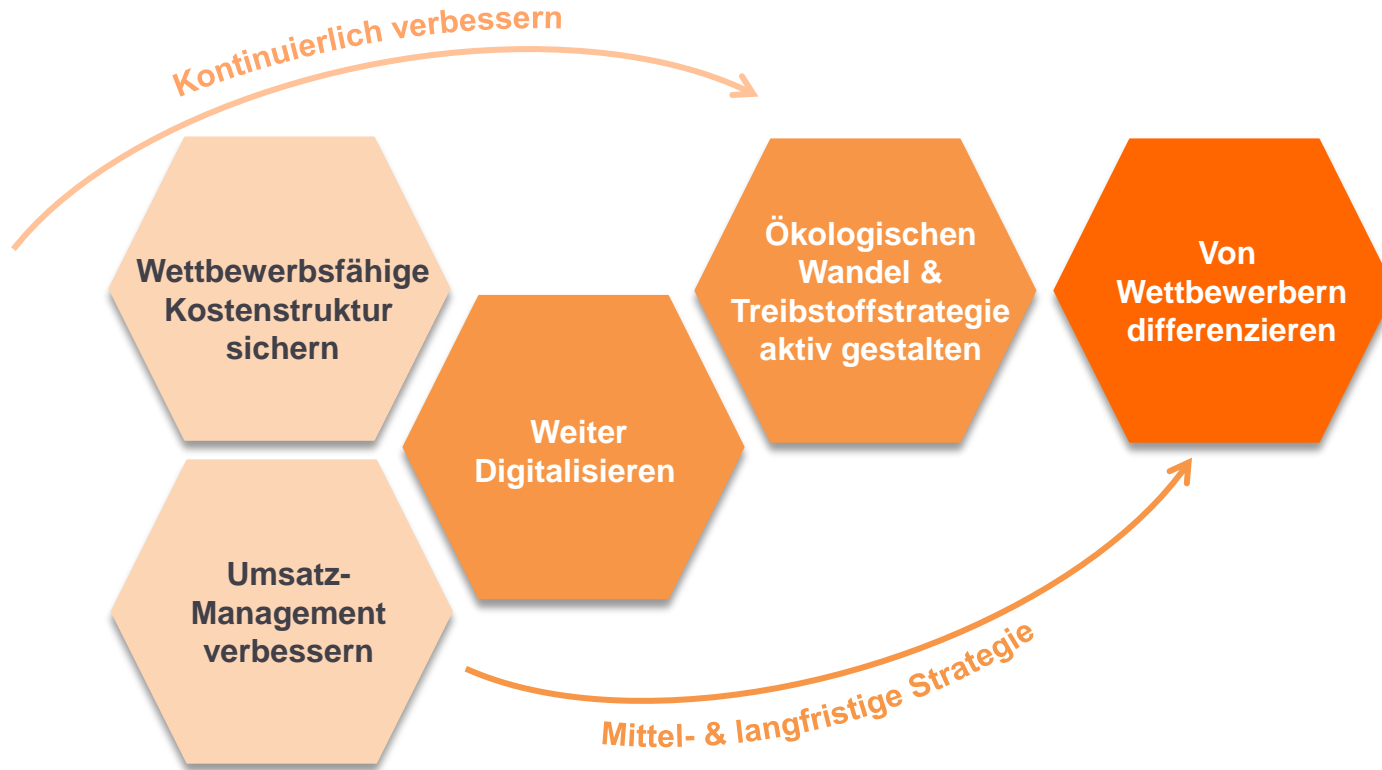 Kontinuierlich verbessern
Wettbewerbsfähige
Kostenstruktur
sichern
Umsatz-
Management
verbessern
Weiter
Digitalisieren
Ökologischen
Wandel &
Treibstoffstrategie
aktiv gestalten
Von
Wettbewerbern
differenzieren
Mittel- & langfristige Strategie